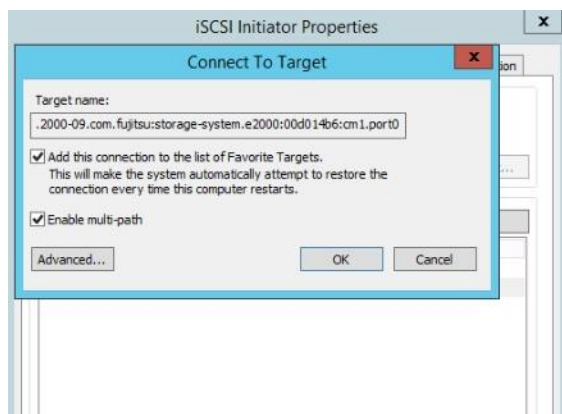 iSCSI Initiator Properties
x
Connect To Target
x
ion
Target name:
.2000-09.com.fujitsu:storage-system.e2000:00d014b6:cm1.port0
Add this connection to the list of Favorite Targets.
This will make the system automatically attempt to restore the
connection every time this computer restarts.
...
Enable multi-path
Advanced...
OK
Cancel